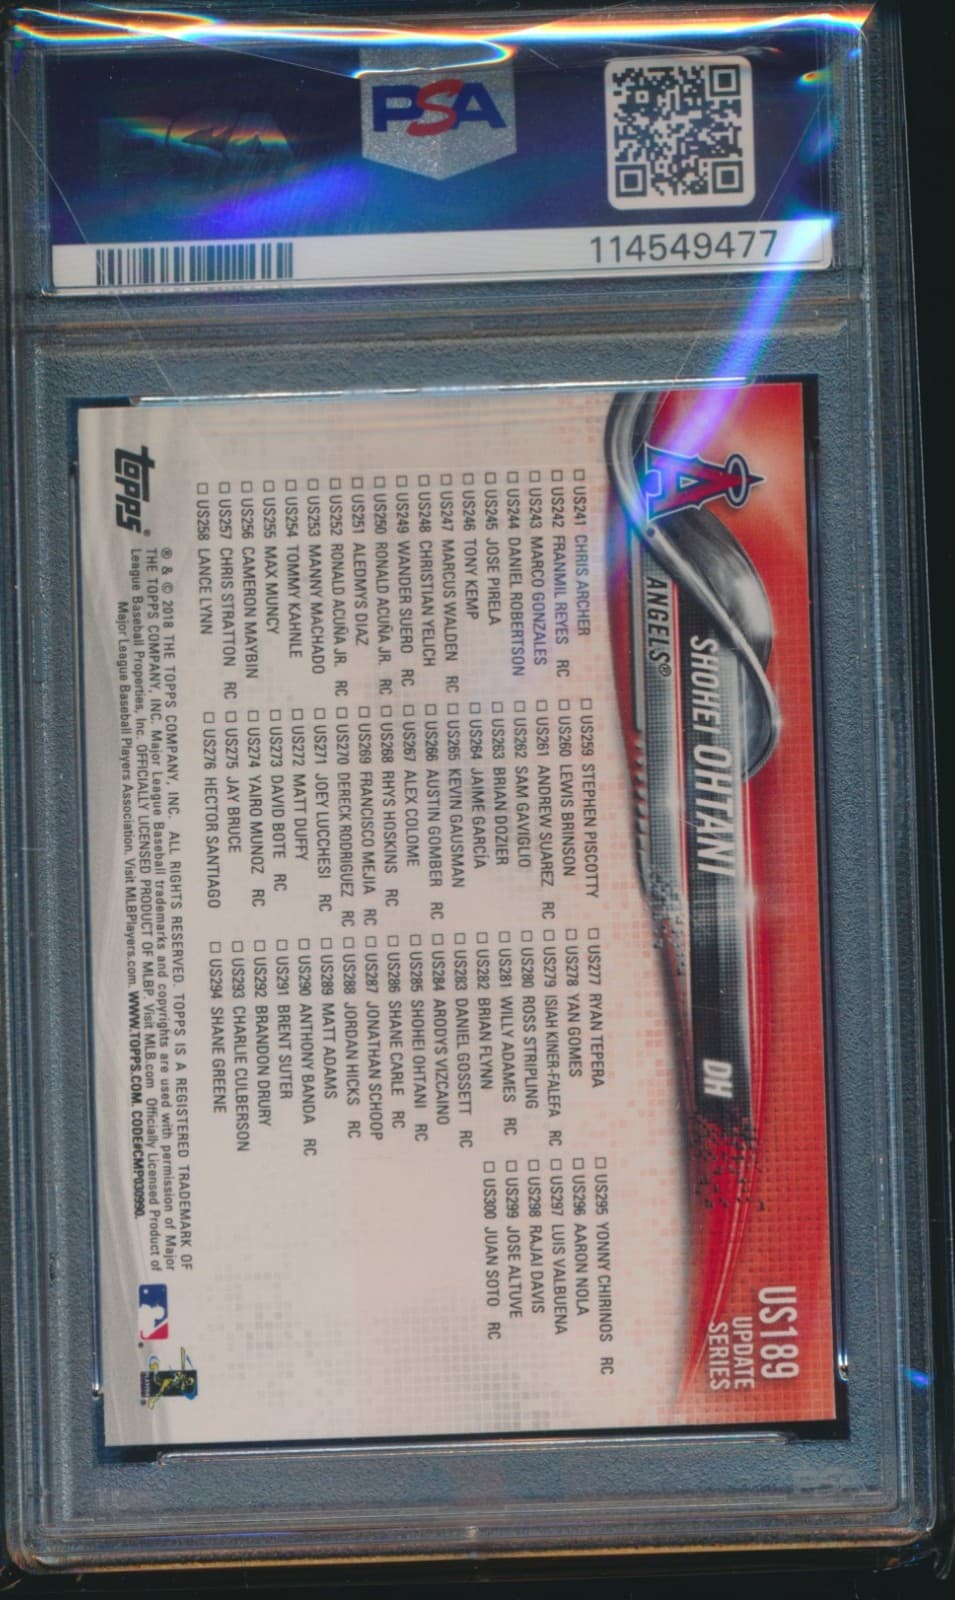 PSA
114549477
A
ANGELS®
SHOHEI OHTANI
DH
US189
UPDATE
SERIES
☐ US241 CHRIS ARCHER
☐ US242 FRANMIL REYES RC
☐ US243 MARCO GONZALES
☐ US244 DANIEL ROBERTSON
☐ US245 JOSE PIRELA
☐ US246 TONY KEMP
☐ US247 MARCUS WALDEN RC
☐ US248 CHRISTIAN YELICH
☐ US249 WANDER SUERO RC
☐ US250 RONALD ACUÑA JR. RC
☐ US251 ALEDMYS DIAZ
☐ US252 RONALD ACUÑA JR. RC
☐ US253 MANNY MACHADO
☐ US254 TOMMY KAHNLE
☐ US255 MAX MUNCY
☐ US256 CAMERON MAYBIN
☐ US257 CHRIS STRATTON RC
☐ US258 LANCE LYNN
☐ US259 STEPHEN PISCOTTY
☐ US260 LEWIS BRINSON
☐ US261 ANDREW SUAREZ RC
☐ US262 SAM GAVIGLIO
☐ US263 BRIAN DOZIER
☐ US264 JAIME GARCÍA
☐ US265 KEVIN GAUSMAN
☐ US266 AUSTIN GOMBER RC
☐ US267 ALEX COLOME
☐ US268 RHYS HOSKINS RC
☐ US269 FRANCISCO MEJIA RC
☐ US270 DERECK RODRIGUEZ RC
☐ US271 JOEY LUCCHESI RC
☐ US272 MATT DUFFY
☐ US273 DAVID BOTE RC
☐ US274 YAIRO MUNOZ RC
☐ US275 JAY BRUCE
☐ US276 HECTOR SANTIAGO
☐ US277 RYAN TEPERA
☐ US278 YAN GOMES
☐ US279 ISIAH KINER-FALEFA RC
☐ US280 ROSS STRIPLING
☐ US281 WILLY ADAMES RC
☐ US282 BRIAN FLYNN
☐ US283 DANIEL GOSSETT RC
☐ US284 ARODYS VIZCAINO
☐ US285 SHOHEI OHTANI RC
☐ US286 SHANE CARLE RC
☐ US287 JONATHAN SCHOOP
☐ US288 JORDAN HICKS RC
☐ US289 MATT ADAMS
☐ US290 ANTHONY BANDA RC
☐ US291 BRENT SUTER
☐ US292 BRANDON DRURY
☐ US293 CHARLIE CULBERSON
☐ US294 SHANE GREENE
☐ US295 YONNY CHIRINOS RC
☐ US296 AARON NOLA
☐ US297 LUIS VALBUENA
☐ US298 RAJAI DAVIS
☐ US299 JOSE ALTUVE
☐ US300 JUAN SOTO RC
topps®
® & © 2018 THE TOPPS COMPANY, INC. ALL RIGHTS RESERVED. TOPPS IS A REGISTERED TRADEMARK OF
THE TOPPS COMPANY, INC. Major League Baseball trademarks and copyrights are used with permission of Major
League Baseball Properties, Inc. OFFICIALLY LICENSED PRODUCT OF MLBP. Visit MLB.com Officially Licensed Product of
Major League Baseball Players Association. Visit MLBPlayers.com. WWW.TOPPS.COM. CODE#CMP030990.